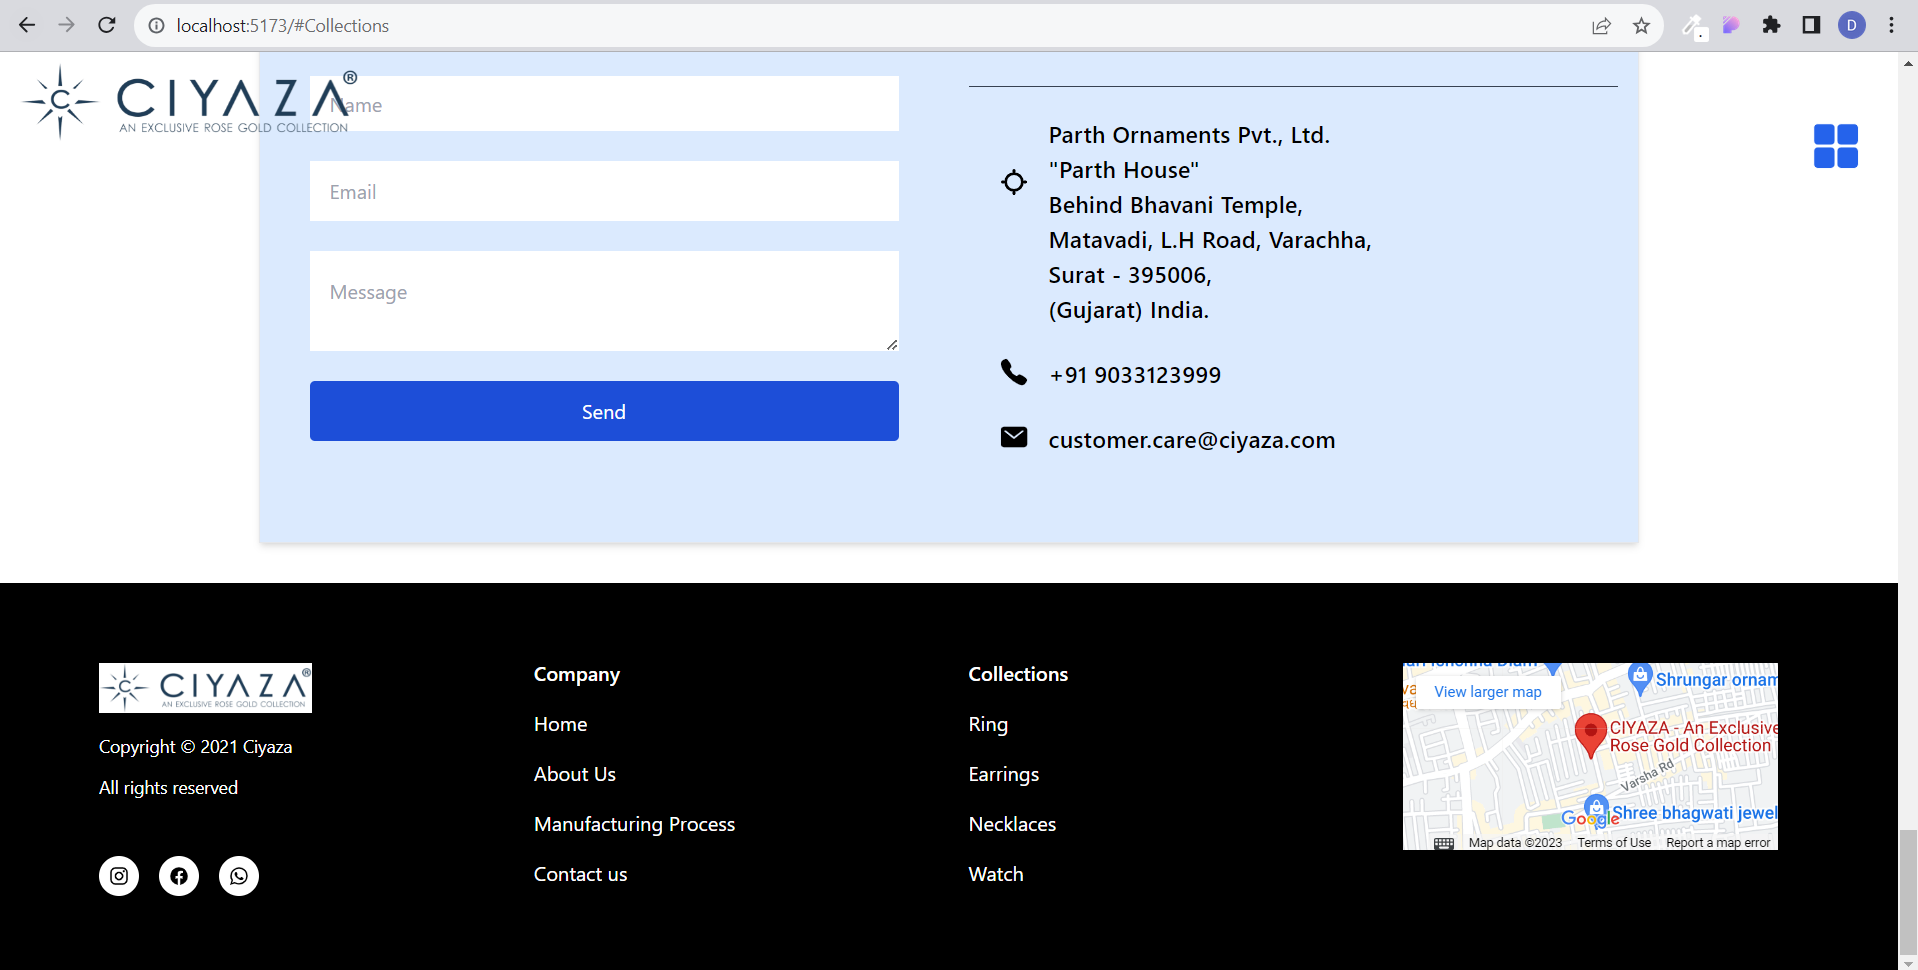 localhost:5173/#Collections
D
C
CIYAZA®
AN EXCLUSIVE ROSE GOLD COLLECTION
Name
Email
Message
Send
Parth Ornaments Pvt., Ltd.
"Parth House"
Behind Bhavani Temple,
Matavadi, L.H Road, Varachha,
Surat - 395006,
(Gujarat) India.
+91 9033123999
customer.care@ciyaza.com
C
CIYAZA®
AN EXCLUSIVE ROSE GOLD COLLECTION
Copyright © 2021 Ciyaza
All rights reserved
Company
Home
About Us
Manufacturing Process
Contact us
Collections
Ring
Earrings
Necklaces
Watch
View larger map
Shrungar ornam
CIYAZA - An Exclusive
Rose Gold Collection
Varsha Rd
Shree bhagwati jewel
Google
Map data ©2023
Terms of Use
Report a map error